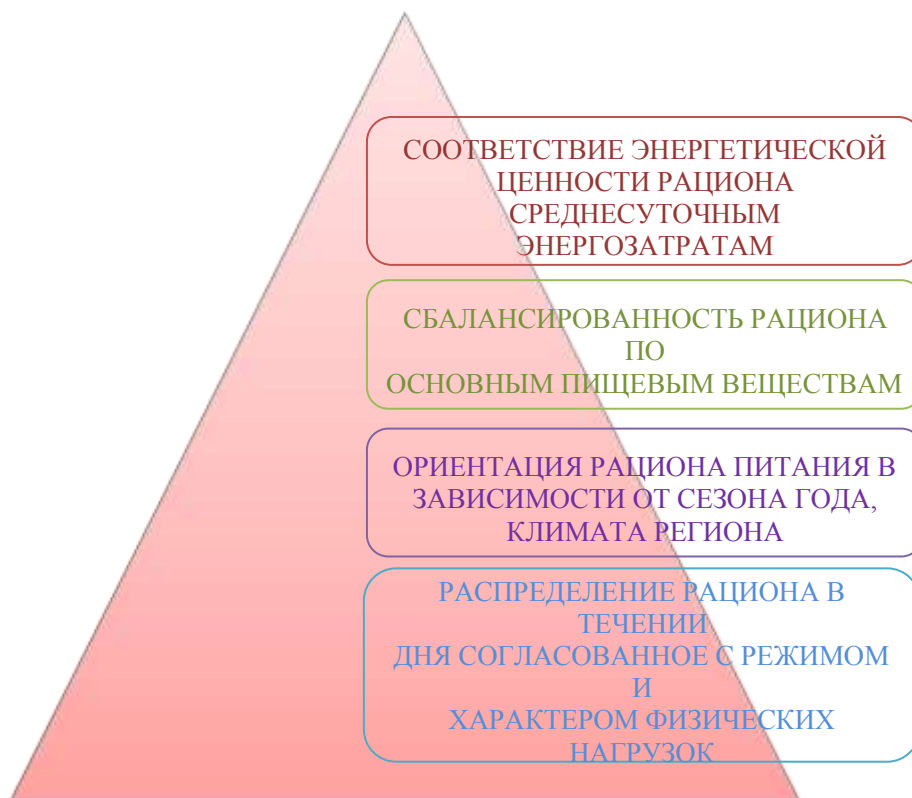 СООТВЕТСТВИЕ ЭНЕРГЕТИЧЕСКОЙ
ЦЕННОСТИ РАЦИОНА
СРЕДНЕСУТОЧНЫМ
ЭНЕРГОЗАТРАТАМ
СБАЛАНСИРОВАННОСТЬ РАЦИОНА
ПО
ОСНОВНЫМ ПИЩЕВЫМ ВЕЩЕСТВАМ
ОРИЕНТАЦИЯ РАЦИОНА ПИТАНИЯ В
ЗАВИСИМОСТИ ОТ СЕЗОНА ГОДА,
КЛИМАТА РЕГИОНА
РАСПРЕДЕЛЕНИЕ РАЦИОНА В
ТЕЧЕНИИ
ДНЯ СОГЛАСОВАННОЕ С РЕЖИМОМ
И
ХАРАКТЕРОМ ФИЗИЧЕСКИХ
НАГРУЗОК